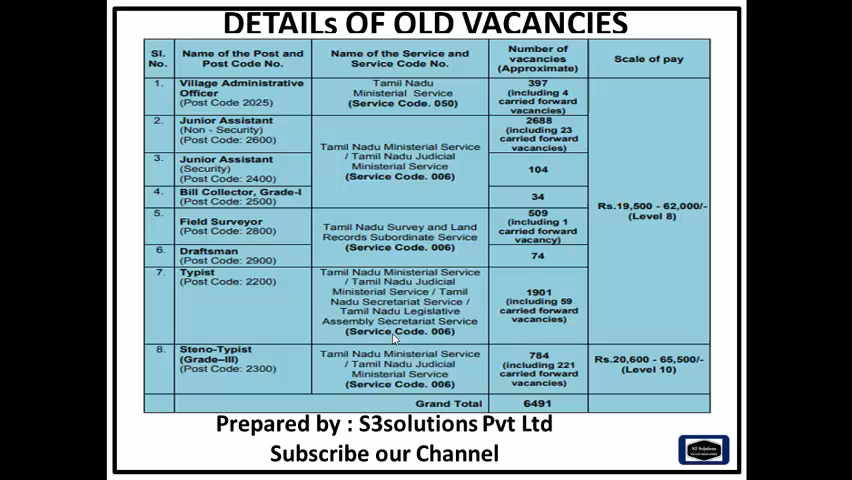 DETAILs OF OLD VACANCIES
Sl. No. Name of the Post and Post Code No. Name of the Service and Service Code No. Number of vacancies (Approximate) Scale of pay
1. Village Administrative Officer (Post Code 2025) Tamil Nadu Ministerial Service (Service Code. 050) 397 (including 4 carried forward vacancies)
2. Junior Assistant (Non - Security) (Post Code: 2600) 2688 (including 23 carried forward vacancies)
Tamil Nadu Ministerial Service / Tamil Nadu Judicial Ministerial Service (Service Code. 006)
3. Junior Assistant (Security) (Post Code: 2400) 104
4. Bill Collector, Grade-I (Post Code: 2500) 34
Rs.19,500 - 62,000/- (Level 8)
5. Field Surveyor (Post Code: 2800) 509 (including 1 carried forward vacancy)
Tamil Nadu Survey and Land Records Subordinate Service (Service Code. 006)
6. Draftsman (Post Code: 2900) 74
7. Typist (Post Code: 2200) Tamil Nadu Ministerial Service / Tamil Nadu Judicial Ministerial Service / Tamil Nadu Secretariat Service / Tamil Nadu Legislative Assembly Secretariat Service (Service Code. 006) 1901 (including 59 carried forward vacancies)
8. Steno-Typist (Grade–III) (Post Code: 2300) Tamil Nadu Ministerial Service / Tamil Nadu Judicial Ministerial Service (Service Code. 006) 784 (including 221 carried forward vacancies) Rs.20,600 - 65,500/- (Level 10)
Grand Total 6491
Prepared by : S3solutions Pvt Ltd
Subscribe our Channel
S3 Solutions